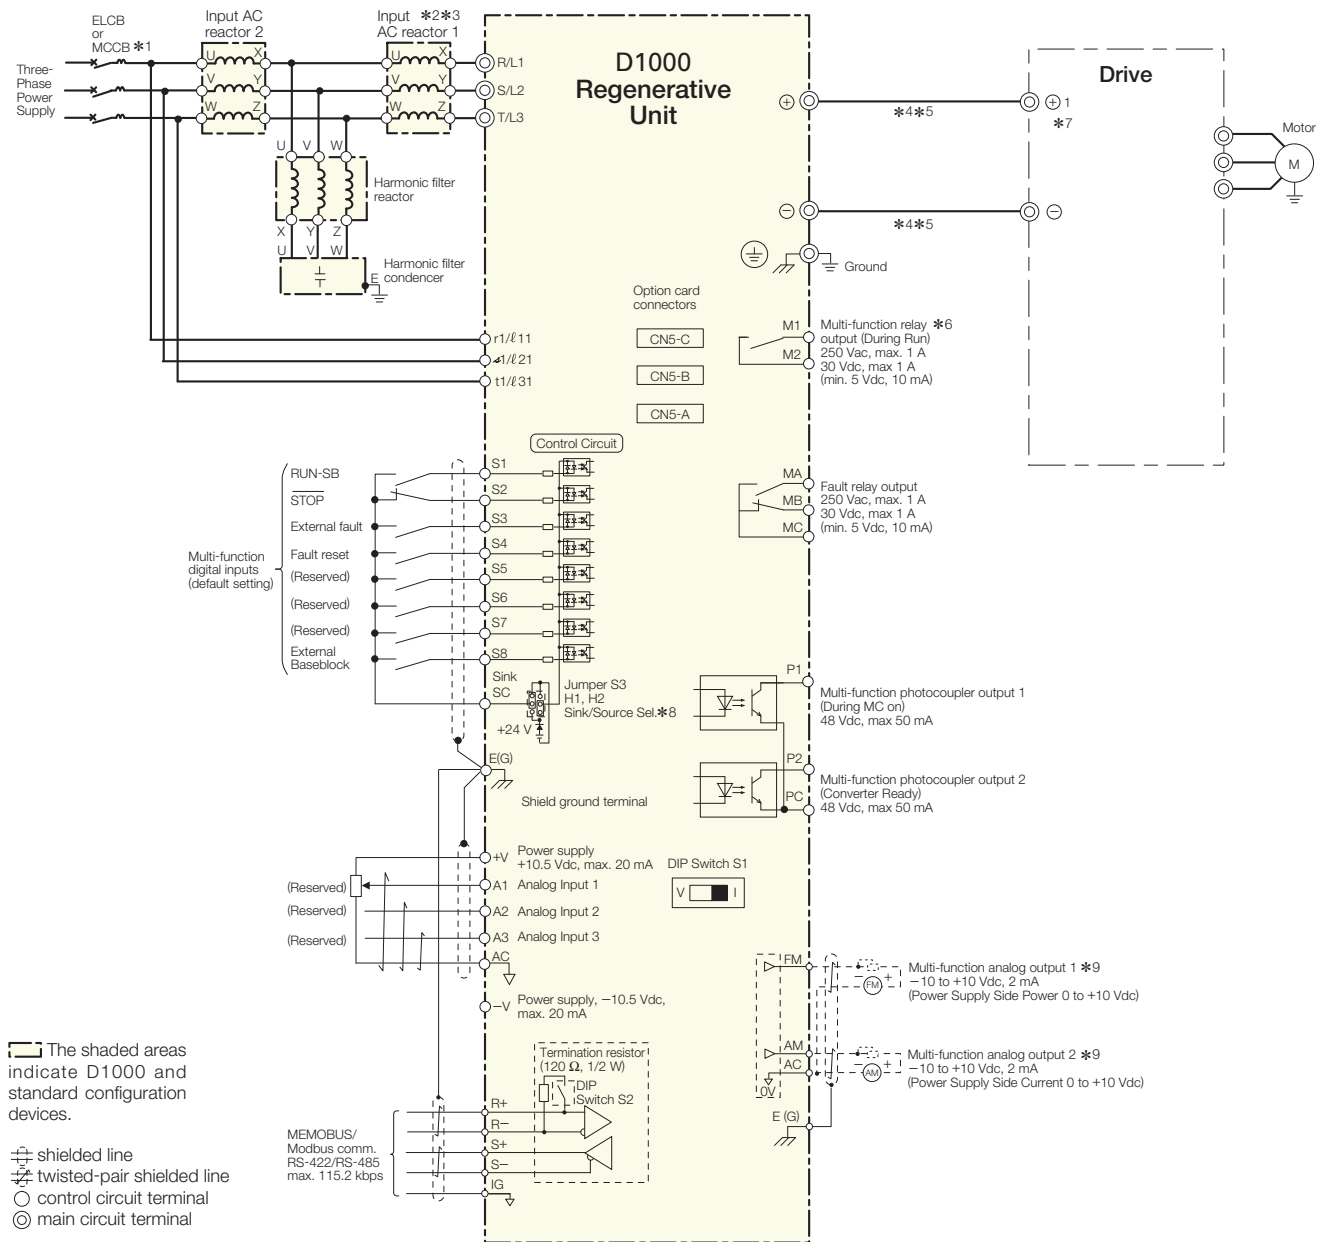 ELCB
or
MCCB *1
Input AC
reactor 2
Input *2*3
AC reactor 1
Three-
Phase
Power
Supply
U X
V Y
W Z
U X
V Y
W Z
R/L1
S/L2
T/L3
D1000
Regenerative
Unit
Drive
+
*4*5
+ 1
*7
Motor
M
−
*4*5
−
Ground
U V W
Harmonic filter
reactor
X Y Z
U V W
Harmonic filter
condencer
E
r1/ℓ11
1/ℓ21
t1/ℓ31
Option card
connectors
CN5-C
CN5-B
CN5-A
M1
M2
Multi-function relay *6
output (During Run)
250 Vac, max. 1 A
30 Vdc, max 1 A
(min. 5 Vdc, 10 mA)
Control Circuit
MA
MB
MC
Fault relay output
250 Vac, max. 1 A
30 Vdc, max 1 A
(min. 5 Vdc, 10 mA)
Multi-function
digital inputs
(default setting)
RUN-SB
STOP
External fault
Fault reset
(Reserved)
(Reserved)
(Reserved)
External
Baseblock
S1
S2
S3
S4
S5
S6
S7
S8
Sink
SC
+24 V
Jumper S3
H1, H2
Sink/Source Sel.*8
E(G)
Shield ground terminal
P1
Multi-function photocoupler output 1
(During MC on)
48 Vdc, max 50 mA
P2
PC
Multi-function photocoupler output 2
(Converter Ready)
48 Vdc, max 50 mA
(Reserved)
(Reserved)
(Reserved)
+V Power supply
+10.5 Vdc, max. 20 mA
A1 Analog Input 1
A2 Analog Input 2
A3 Analog Input 3
AC
−V Power supply, −10.5 Vdc,
max. 20 mA
DIP Switch S1
V I
FM
− +
FM
Multi-function analog output 1 *9
−10 to +10 Vdc, 2 mA
(Power Supply Side Power 0 to +10 Vdc)
AM
AC
0V
− +
AM
Multi-function analog output 2 *9
−10 to +10 Vdc, 2 mA
(Power Supply Side Current 0 to +10 Vdc)
E (G)
Termination resistor
(120 Ω, 1/2 W)
DIP
Switch S2
MEMOBUS/
Modbus comm.
RS-422/RS-485
max. 115.2 kbps
R+
R−
S+
S−
IG
The shaded areas
indicate D1000 and
standard configuration
devices.
shielded line
twisted-pair shielded line
control circuit terminal
main circuit terminal